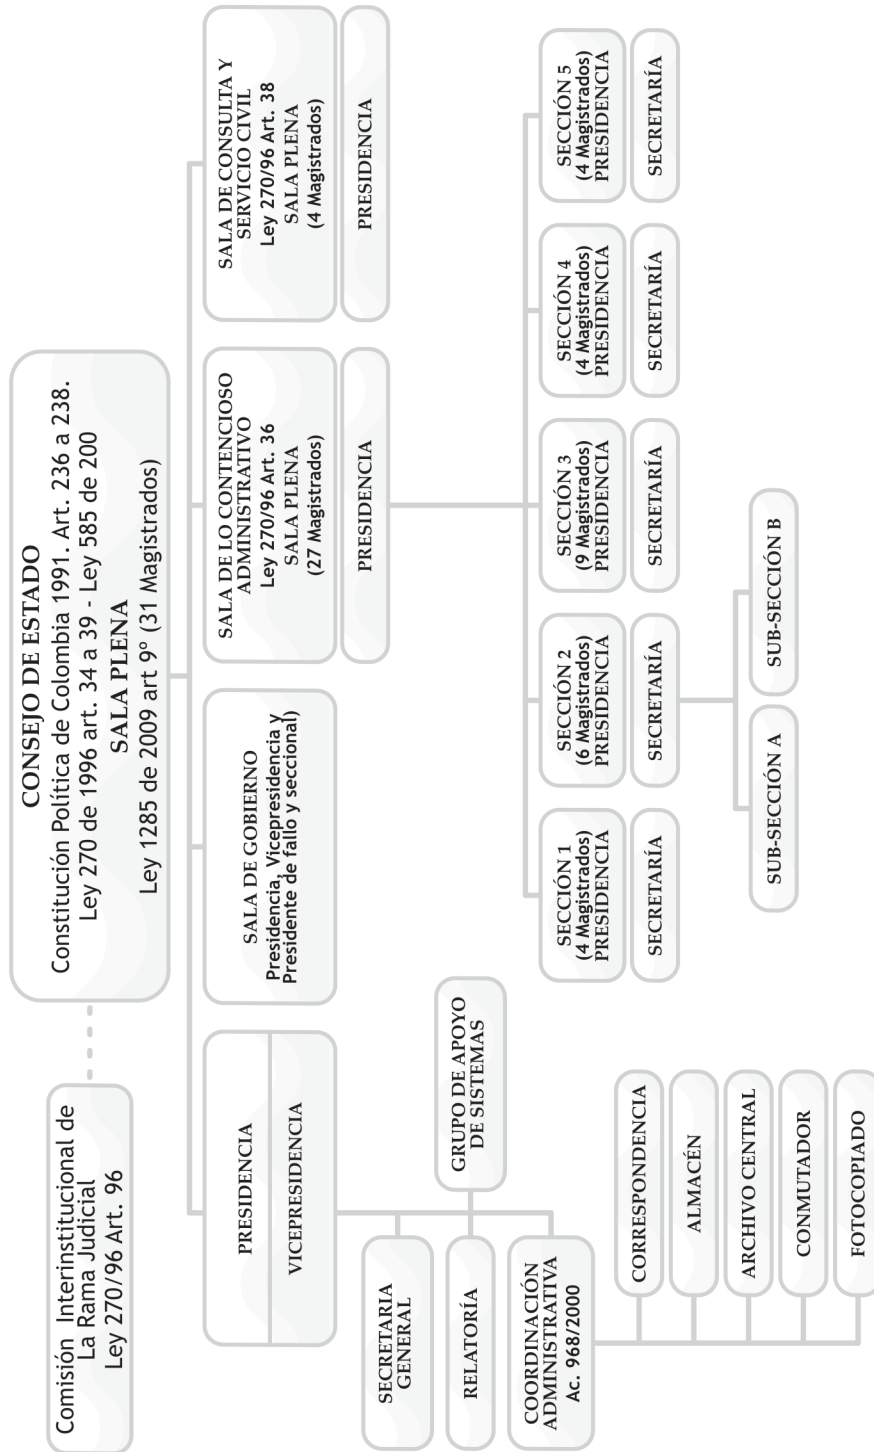 CONSEJO DE ESTADO
Constitución Política de Colombia 1991. Art. 236 a 238.
Ley 270 de 1996 art. 34 a 39 - Ley 585 de 200
SALA PLENA
Ley 1285 de 2009 art 9º (31 Magistrados)
Comisión Interinstitucional de
La Rama Judicial
Ley 270/96 Art. 96
PRESIDENCIA
VICEPRESIDENCIA
SALA DE GOBIERNO
Presidencia, Vicepresidencia y
Presidente de fallo y seccional)
SALA DE LO CONTENCIOSO
ADMINISTRATIVO
Ley 270/96 Art. 36
SALA PLENA
(27 Magistrados)
PRESIDENCIA
SALA DE CONSULTA Y
SERVICIO CIVIL
Ley 270/96 Art. 38
SALA PLENA
(4 Magistrados)
PRESIDENCIA
SECRETARIA
GENERAL
RELATORÍA
GRUPO DE APOYO
DE SISTEMAS
COORDINACIÓN
ADMINISTRATIVA
Ac. 968/2000
CORRESPONDENCIA
ALMACÉN
ARCHIVO CENTRAL
CONMUTADOR
FOTOCOPIADO
SECCIÓN 1
(4 Magistrados)
PRESIDENCIA
SECRETARÍA
SECCIÓN 2
(6 Magistrados)
PRESIDENCIA
SECRETARÍA
SUB-SECCIÓN A
SUB-SECCIÓN B
SECCIÓN 3
(9 Magistrados)
PRESIDENCIA
SECRETARÍA
SECCIÓN 4
(4 Magistrados)
PRESIDENCIA
SECRETARÍA
SECCIÓN 5
(4 Magistrados)
PRESIDENCIA
SECRETARÍA